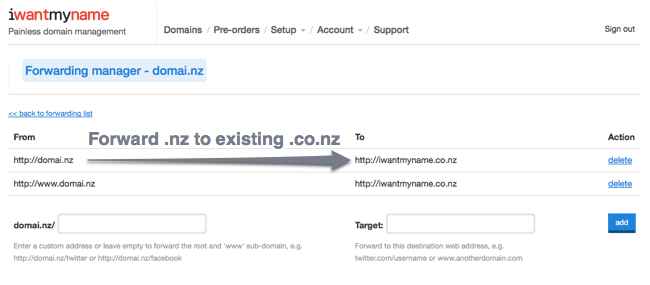 iwantmyname
Painless domain management
Domains / Pre-orders / Setup / Account / Support
Sign out
Forwarding manager - domai.nz
<< back to forwarding list
Forward .nz to existing .co.nz
From To Action
http://domai.nz http://iwantmyname.co.nz delete
http://www.domai.nz http://iwantmyname.co.nz delete
domai.nz/ Target: add
Enter a custom address or leave empty to forward the root and 'www' sub-domain, e.g.
http://domai.nz/twitter or http://domai.nz/facebook
Forward to this destination web address, e.g.
twitter.com/username or www.anotherdomain.com